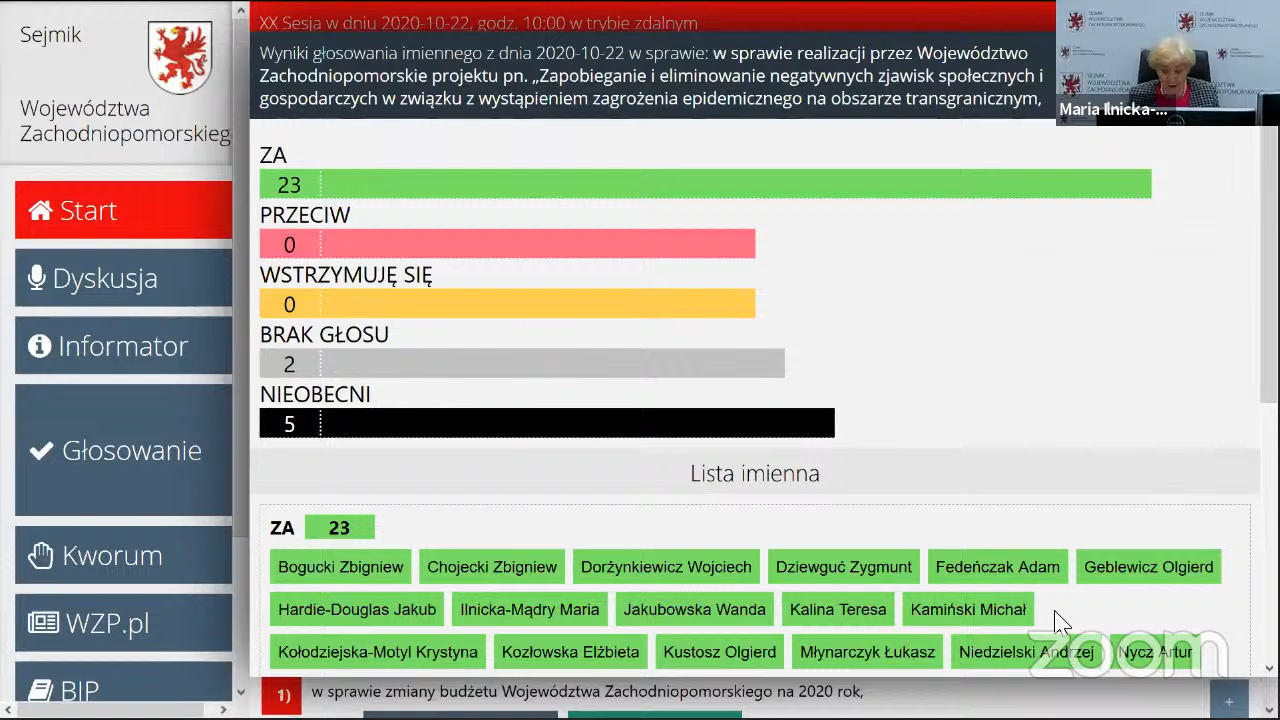 Sejmik
Województwa
Zachodniopomorskieg
Start
Dyskusja
Informator
Głosowanie
Kworum
WZP.pl
BIP
XX Sesja w dniu 2020-10-22, godz. 10:00 w trybie zdalnym
Wyniki głosowania imiennego z dnia 2020-10-22 w sprawie: w sprawie realizacji przez Województwo
Zachodniopomorskie projektu pn. „Zapobieganie i eliminowanie negatywnych zjawisk społecznych i
gospodarczych w związku z wystąpieniem zagrożenia epidemicznego na obszarze transgranicznym,
Maria Ilnicka-...
ZA
23
PRZECIW
0
WSTRZYMUJĘ SIĘ
0
BRAK GŁOSU
2
NIEOBECNI
5
Lista imienna
ZA 23
Bogucki Zbigniew Chojecki Zbigniew Dorżynkiewicz Wojciech Dziewguć Zygmunt Fedeńczak Adam Geblewicz Olgierd
Hardie-Douglas Jakub Ilnicka-Mądry Maria Jakubowska Wanda Kalina Teresa Kamiński Michał
Kołodziejska-Motyl Krystyna Kozłowska Elżbieta Kustosz Olgierd Młynarczyk Łukasz Niedzielski Andrzej Nycz Artur
zoom
1) w sprawie zmiany budżetu Województwa Zachodniopomorskiego na 2020 rok,